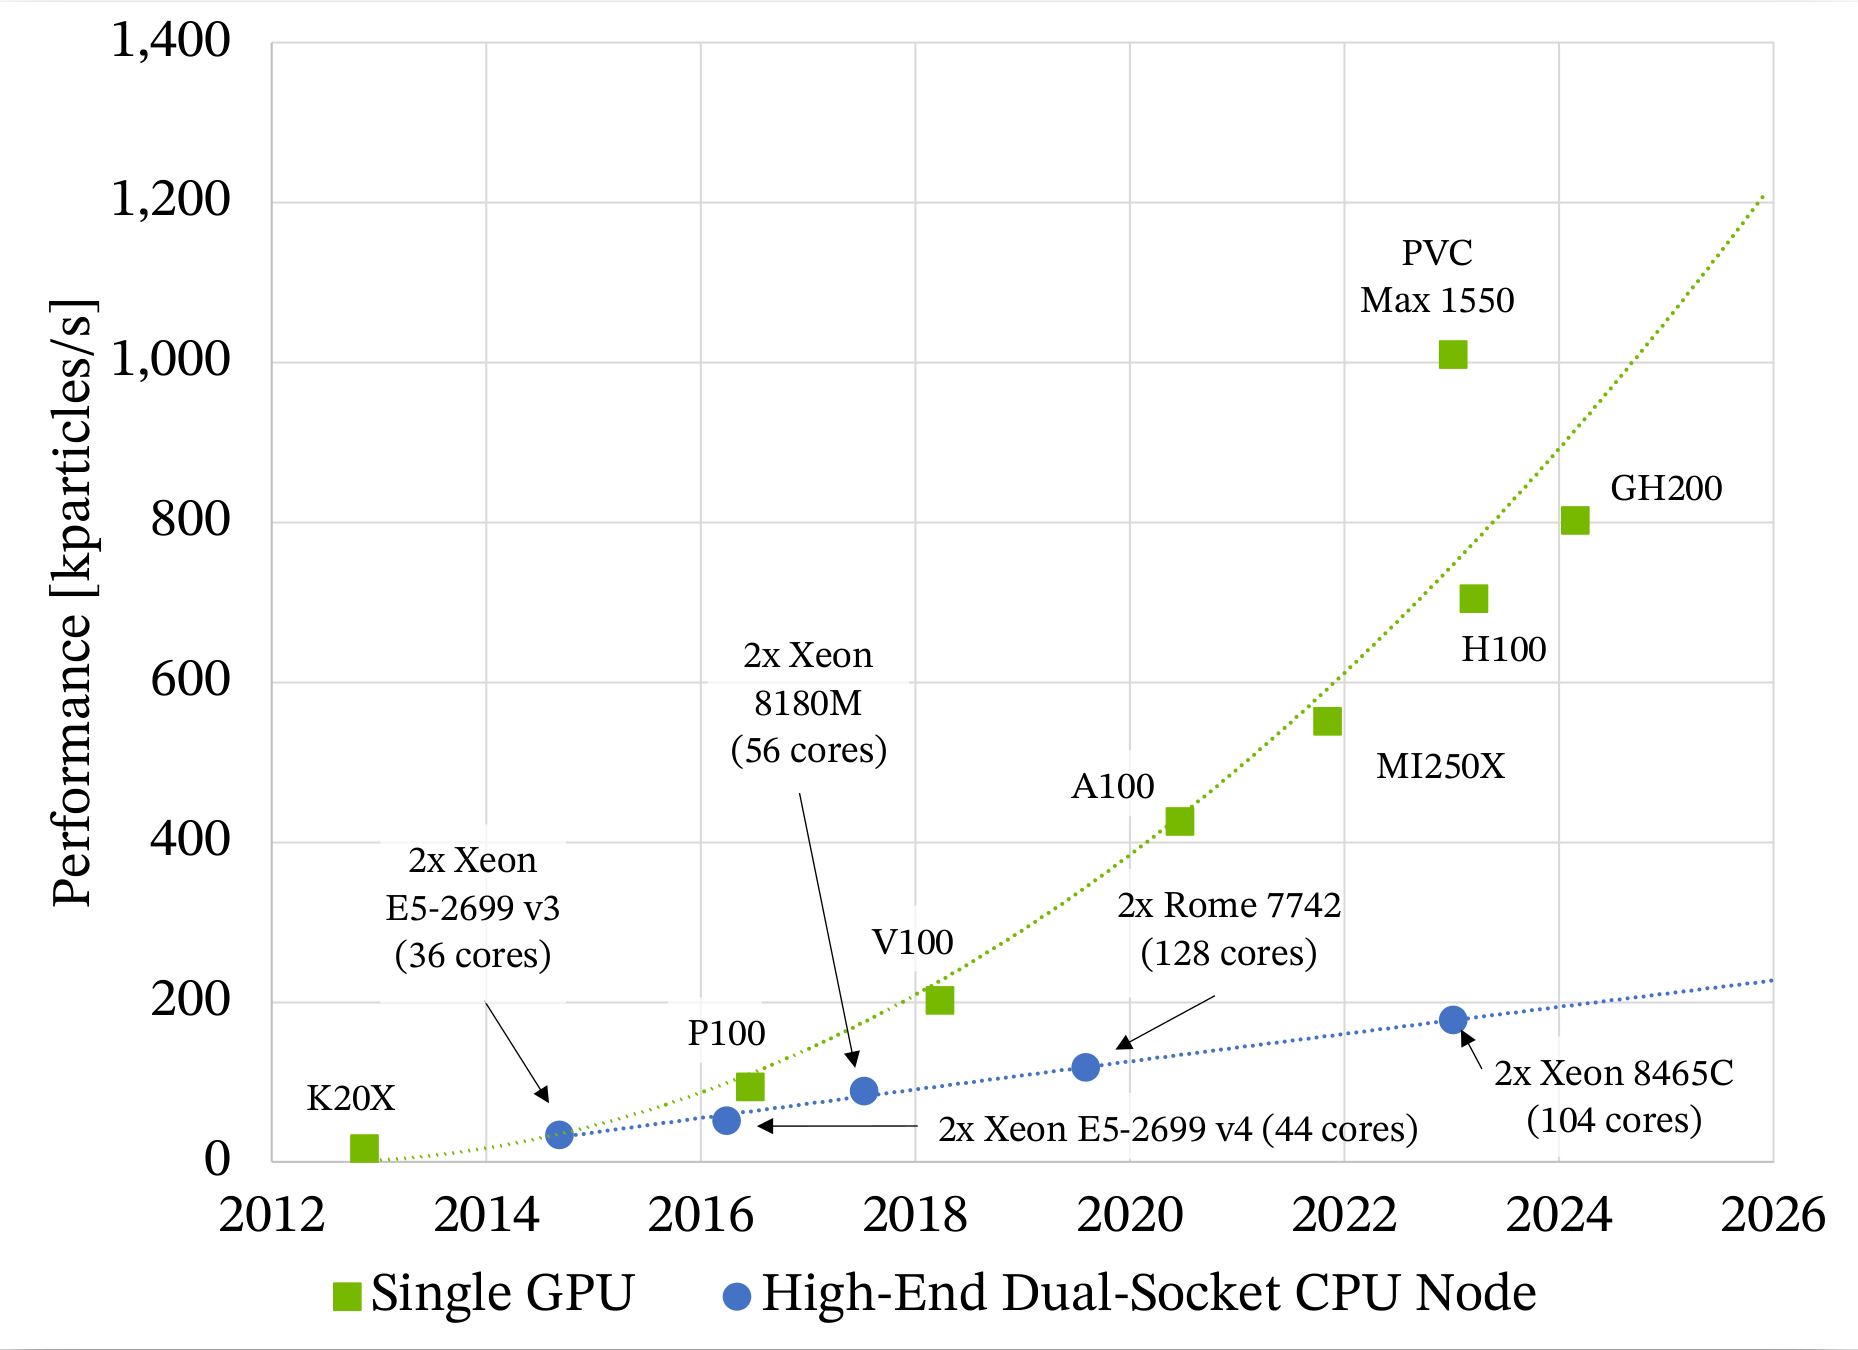 1,400
1,200
1,000
800
600
400
200
0
Performance [kparticles/s]
PVC
Max 1550
GH200
H100
2x Xeon
8180M
(56 cores)
MI250X
A100
2x Xeon
E5-2699 v3
(36 cores)
2x Rome 7742
(128 cores)
V100
P100
K20X
2x Xeon 8465C
(104 cores)
2x Xeon E5-2699 v4 (44 cores)
2012 2014 2016 2018 2020 2022 2024 2026
Single GPU High-End Dual-Socket CPU Node